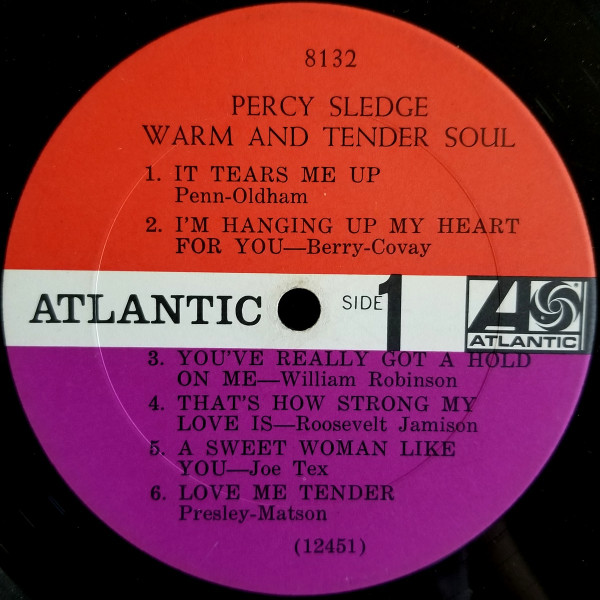 8132
PERCY SLEDGE
WARM AND TENDER SOUL
1. IT TEARS ME UP
Penn-Oldham
2. I'M HANGING UP MY HEART
FOR YOU—Berry-Covay
ATLANTIC
SIDE 1
A
ATLANTIC
3. YOU'VE REALLY GOT A HOLD
ON ME—William Robinson
4. THAT'S HOW STRONG MY
LOVE IS—Roosevelt Jamison
5. A SWEET WOMAN LIKE
YOU—Joe Tex
6. LOVE ME TENDER
Presley-Matson
(12451)